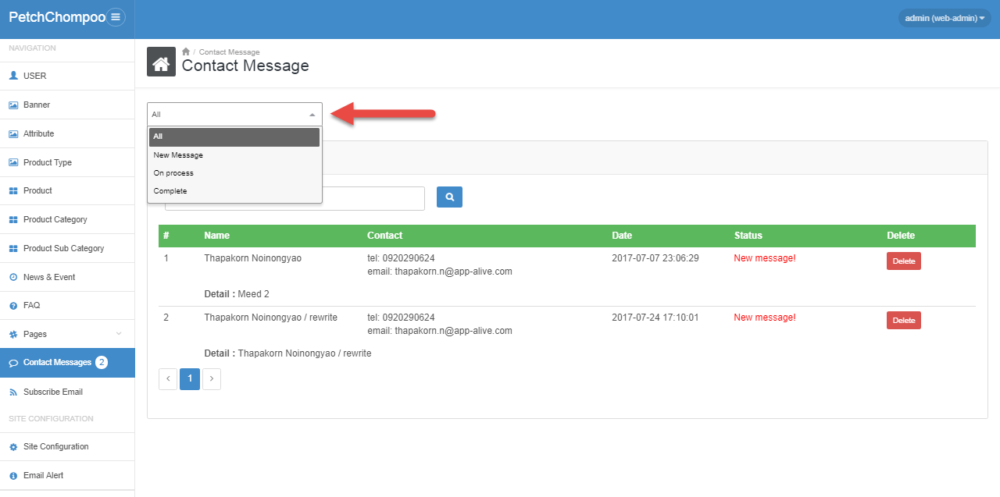 PetchChompoo
admin (web-admin)
NAVIGATION
USER
Banner
Attribute
Product Type
Product
Product Category
Product Sub Category
News & Event
FAQ
Pages
Contact Messages 2
Subscribe Email
SITE CONFIGURATION
Site Configuration
Email Alert
/ Contact Message
Contact Message
All
All
New Message
On process
Complete
# Name Contact Date Status Delete
1 Thapakorn Noinongyao tel: 0920290624 2017-07-07 23:06:29 New message! Delete
email: thapakorn.n@app-alive.com
Detail : Meed 2
2 Thapakorn Noinongyao / rewrite tel: 0920290624 2017-07-24 17:10:01 New message! Delete
email: thapakorn.n@app-alive.com
Detail : Thapakorn Noinongyao / rewrite
< 1 >